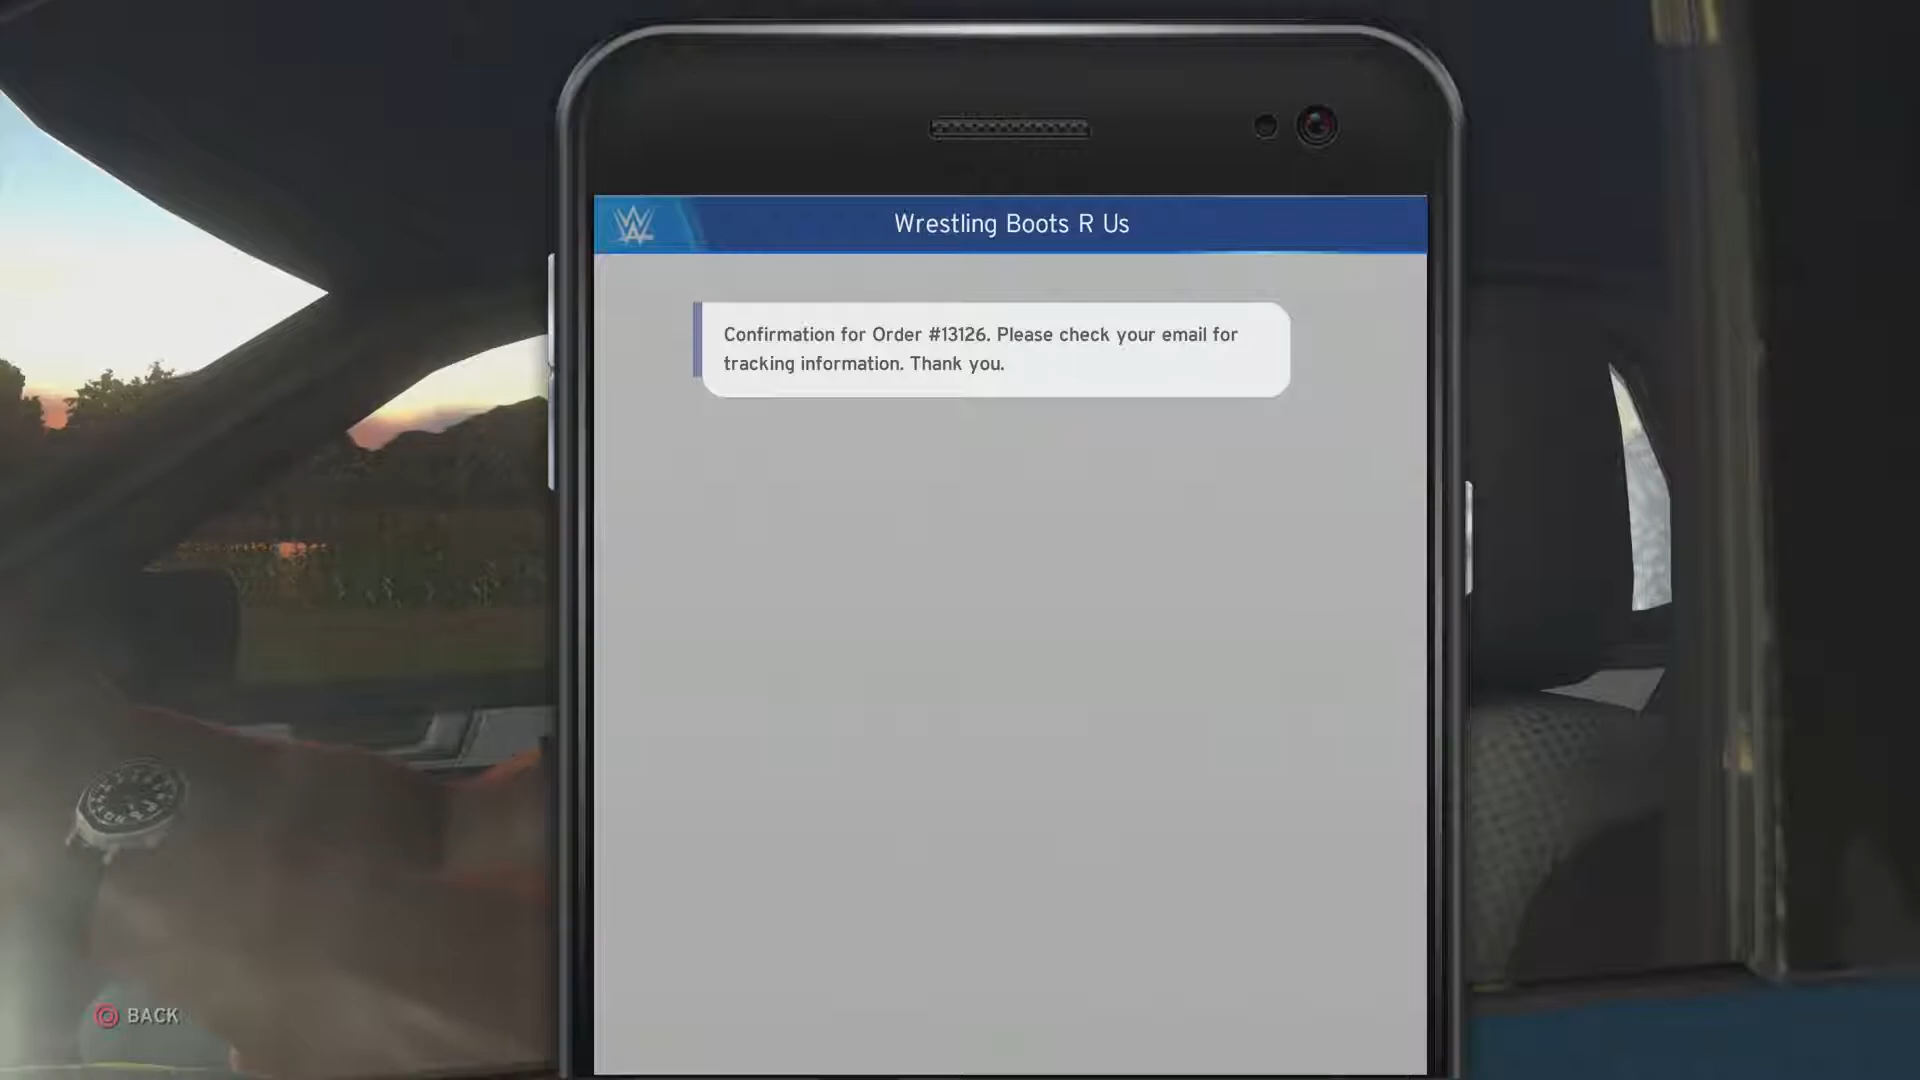 Wrestling Boots R Us
Confirmation for Order #13126. Please check your email for
tracking information. Thank you.
BACK